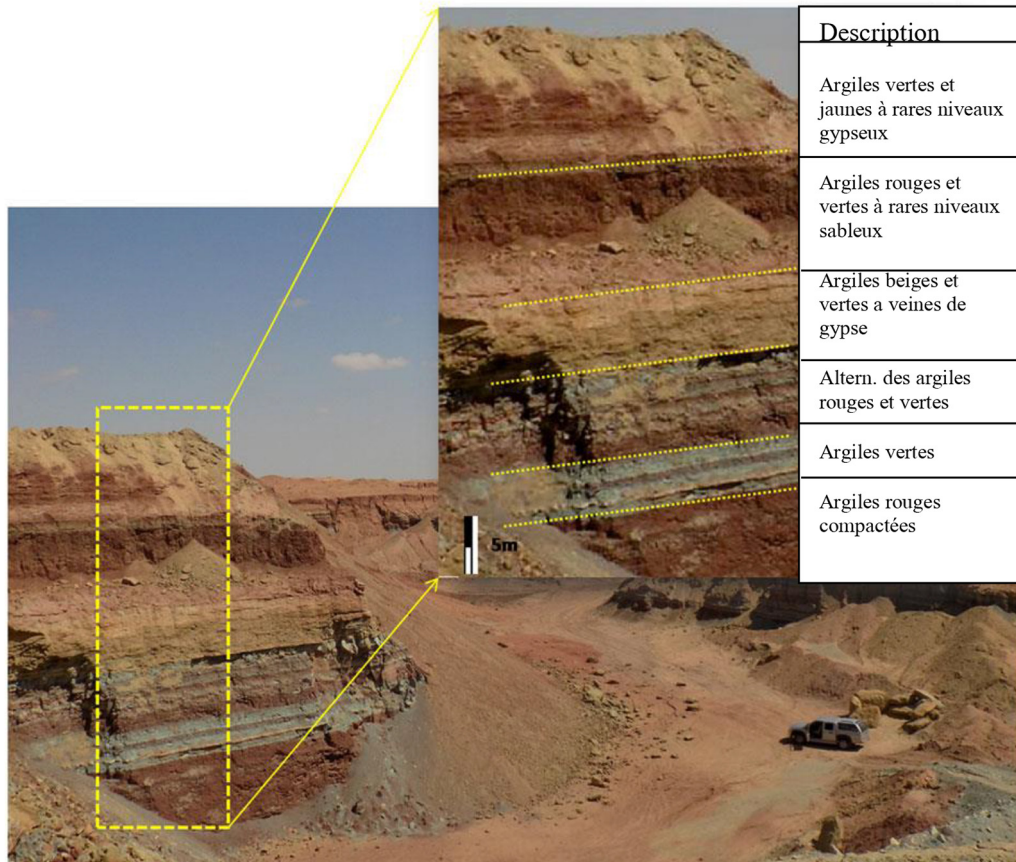 Description
Argiles vertes et
jaunes à rares niveaux
gypseux
Argiles rouges et
vertes à rares niveaux
sableux
Argiles beiges et
vertes a veines de
gypse
Altern. des argiles
rouges et vertes
Argiles vertes
Argiles rouges
compactées
5m